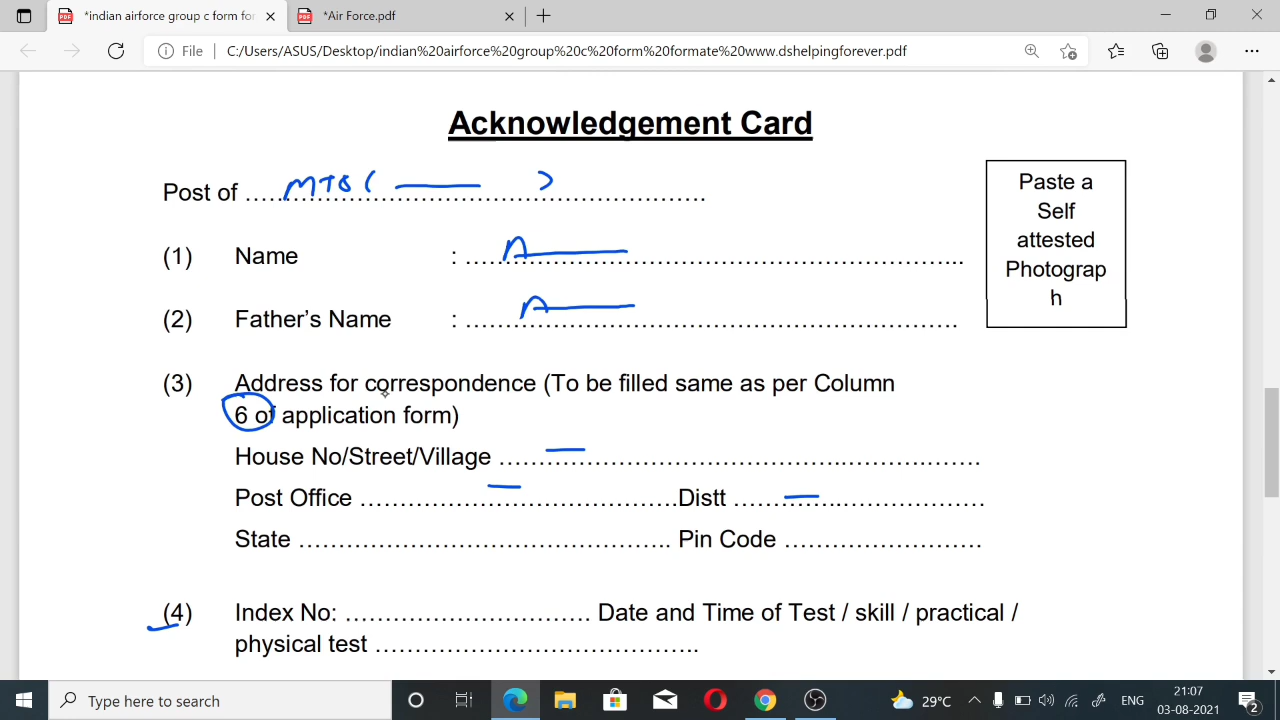 *indian airforce group c form for
*Air Force.pdf
File
C:/Users/ASUS/Desktop/indian%20airforce%20group%20c%20form%20formate%20www.dshelpingforever.pdf
Acknowledgement Card
Post of ...... MTS ( ——— ) ......
(1) Name : ...... A ——— ......
(2) Father's Name : ...... A ——— ......
Paste a
Self
attested
Photograp
h
(3) Address for correspondence (To be filled same as per Column
6 of application form)
House No/Street/Village ............
Post Office ............ Distt ............
State ............ Pin Code ............
(4) Index No: ............ Date and Time of Test / skill / practical /
physical test ............
Type here to search
29°C
ENG
21:07
03-08-2021
2